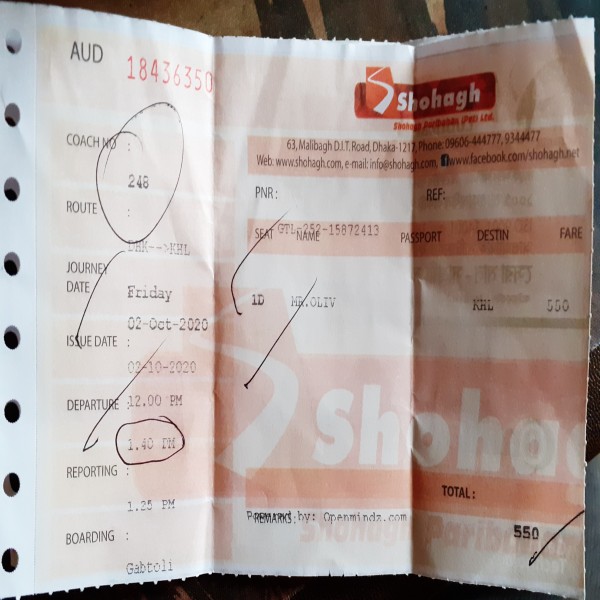 AUD 18436350
Shohagh
Shohagh Paribahan (Pvt) Ltd.
63, Malibagh D.I.T. Road, Dhaka-1217, Phone: 09606-444777, 9344477
Web: www.shohagh.com, e-mail: info@shohagh.com, www.facebook.com/shohagh.net
COACH NO :
248
ROUTE :
DHK-->KHL
JOURNEY DATE :
Friday
02-Oct-2020
ISSUE DATE :
02-10-2020
DEPARTURE :12.00 PM
1.40 PM
REPORTING :
1.25 PM
BOARDING :
Gabtoli
PNR: REF:
GTL-252-15872413
SEAT NAME PASSPORT DESTIN FARE
1D MR.OLIV KHL 550
Shohag
TOTAL :
550
REMARKS:
by: Openmindz.com
Shohagh